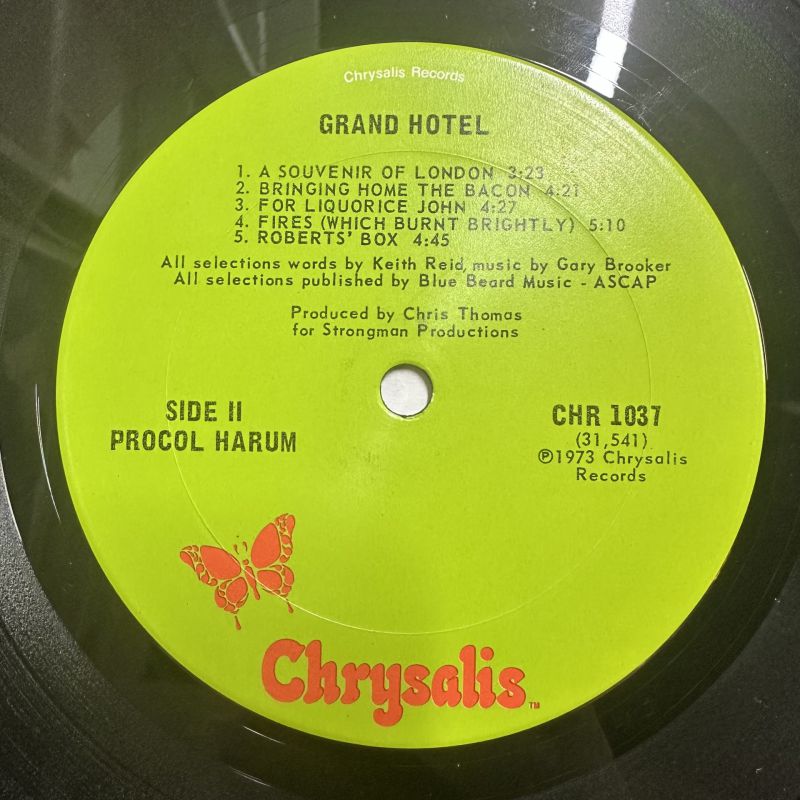 Chrysalis Records
GRAND HOTEL
1. A SOUVENIR OF LONDON 3:23
2. BRINGING HOME THE BACON 4:21
3. FOR LIQUORICE JOHN 4:27
4. FIRES (WHICH BURNT BRIGHTLY) 5:10
5. ROBERTS' BOX 4:45
All selections words by Keith Reid, music by Gary Brooker
All selections published by Blue Beard Music - ASCAP
Produced by Chris Thomas
for Strongman Productions
SIDE II
PROCOL HARUM
CHR 1037
(31,541)
℗1973 Chrysalis
Records
Chrysalis TM